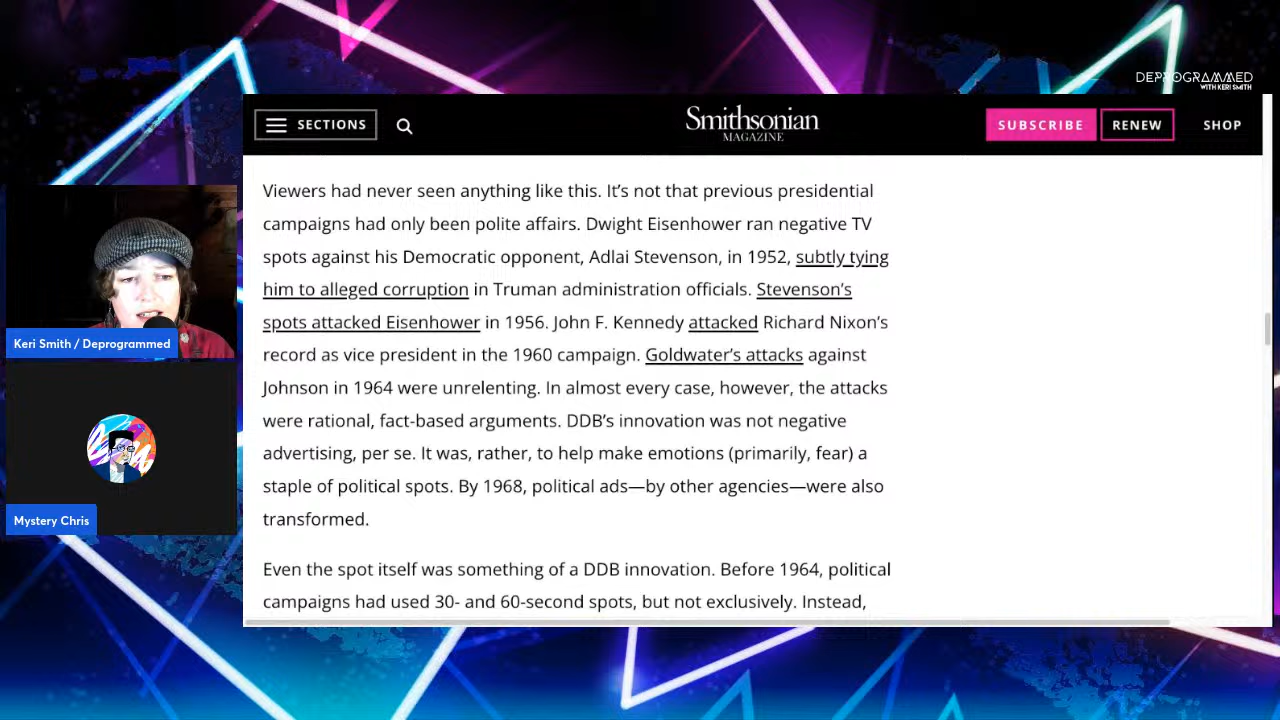 DEPROGRAMMED
WITH KERI SMITH
SECTIONS
Smithsonian
MAGAZINE
SUBSCRIBE
RENEW
SHOP
Viewers had never seen anything like this. It’s not that previous presidential
campaigns had only been polite affairs. Dwight Eisenhower ran negative TV
spots against his Democratic opponent, Adlai Stevenson, in 1952, subtly tying
him to alleged corruption in Truman administration officials. Stevenson’s
spots attacked Eisenhower in 1956. John F. Kennedy attacked Richard Nixon’s
record as vice president in the 1960 campaign. Goldwater’s attacks against
Johnson in 1964 were unrelenting. In almost every case, however, the attacks
were rational, fact-based arguments. DDB’s innovation was not negative
advertising, per se. It was, rather, to help make emotions (primarily, fear) a
staple of political spots. By 1968, political ads—by other agencies—were also
transformed.
Even the spot itself was something of a DDB innovation. Before 1964, political
campaigns had used 30- and 60-second spots, but not exclusively. Instead,
Keri Smith / Deprogrammed
Mystery Chris